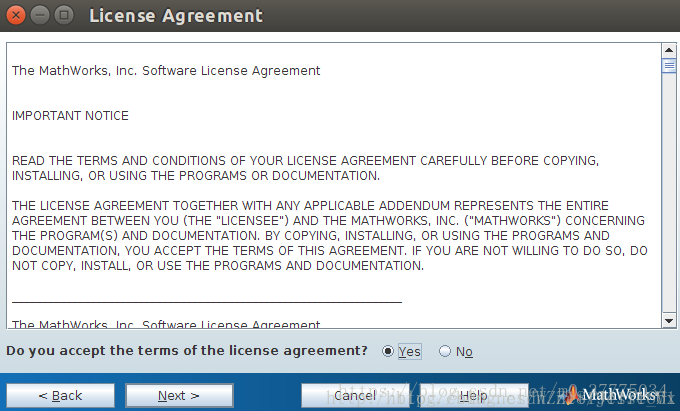 License Agreement
The MathWorks, Inc. Software License Agreement
IMPORTANT NOTICE
READ THE TERMS AND CONDITIONS OF YOUR LICENSE AGREEMENT CAREFULLY BEFORE COPYING,
INSTALLING, OR USING THE PROGRAMS OR DOCUMENTATION.
THE LICENSE AGREEMENT TOGETHER WITH ANY APPLICABLE ADDENDUM REPRESENTS THE ENTIRE
AGREEMENT BETWEEN YOU (THE "LICENSEE") AND THE MATHWORKS, INC. ("MATHWORKS") CONCERNING
THE PROGRAM(S) AND DOCUMENTATION. BY COPYING, INSTALLING, OR USING THE PROGRAMS AND
DOCUMENTATION, YOU ACCEPT THE TERMS OF THIS AGREEMENT. IF YOU ARE NOT WILLING TO DO SO, DO
NOT COPY, INSTALL, OR USE THE PROGRAMS AND DOCUMENTATION.
The MathWorks, Inc. Software License Agreement
Do you accept the terms of the license agreement? Yes No
< Back Next > Cancel Help MathWorks